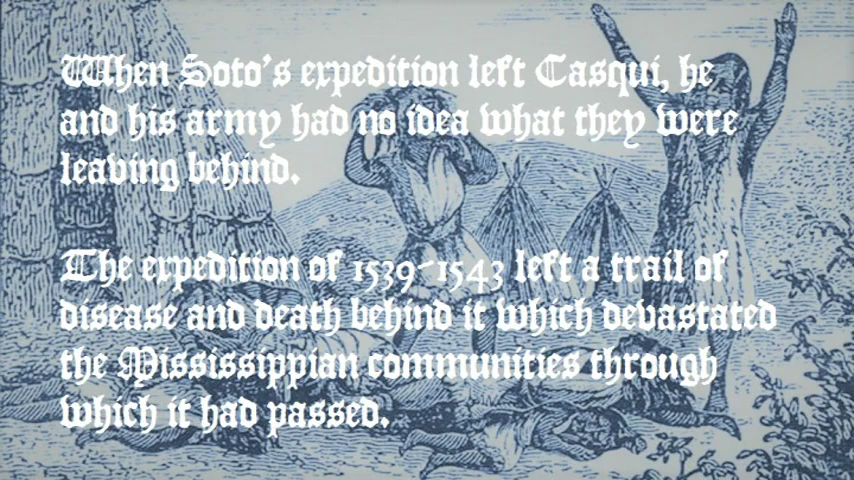 When Soto's expedition left Casqui, he
and his army had no idea what they were
leaving behind.
The expedition of 1539-1543 left a trail of
disease and death behind it which devastated
the Mississippian communities through
which it had passed.